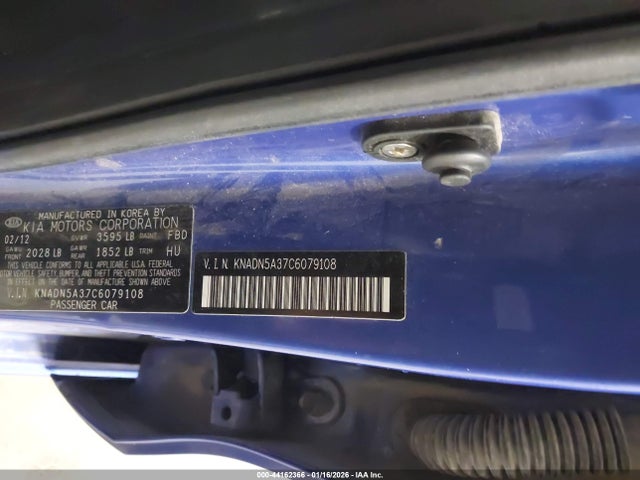 MANUFACTURED IN KOREA BY
KIA KIA MOTORS CORPORATION
02/12 GVWR 3595 LB PAINT FBD
GAWR FRONT 2028 LB GAWR REAR 1852 LB TRIM HU
THIS VEHICLE CONFORMS TO ALL APPLICABLE U.S.A. FEDERAL
MOTOR VEHICLE SAFETY, BUMPER, AND THEFT PREVENTION STANDARDS
IN EFFECT ON THE DATE OF MANUFACTURE SHOWN ABOVE.
V.I.N. KNADN5A37C6079108
PASSENGER CAR
V.I.N. KNADN5A37C6079108
000-44162366 - 01/16/2026 - IAA Inc.